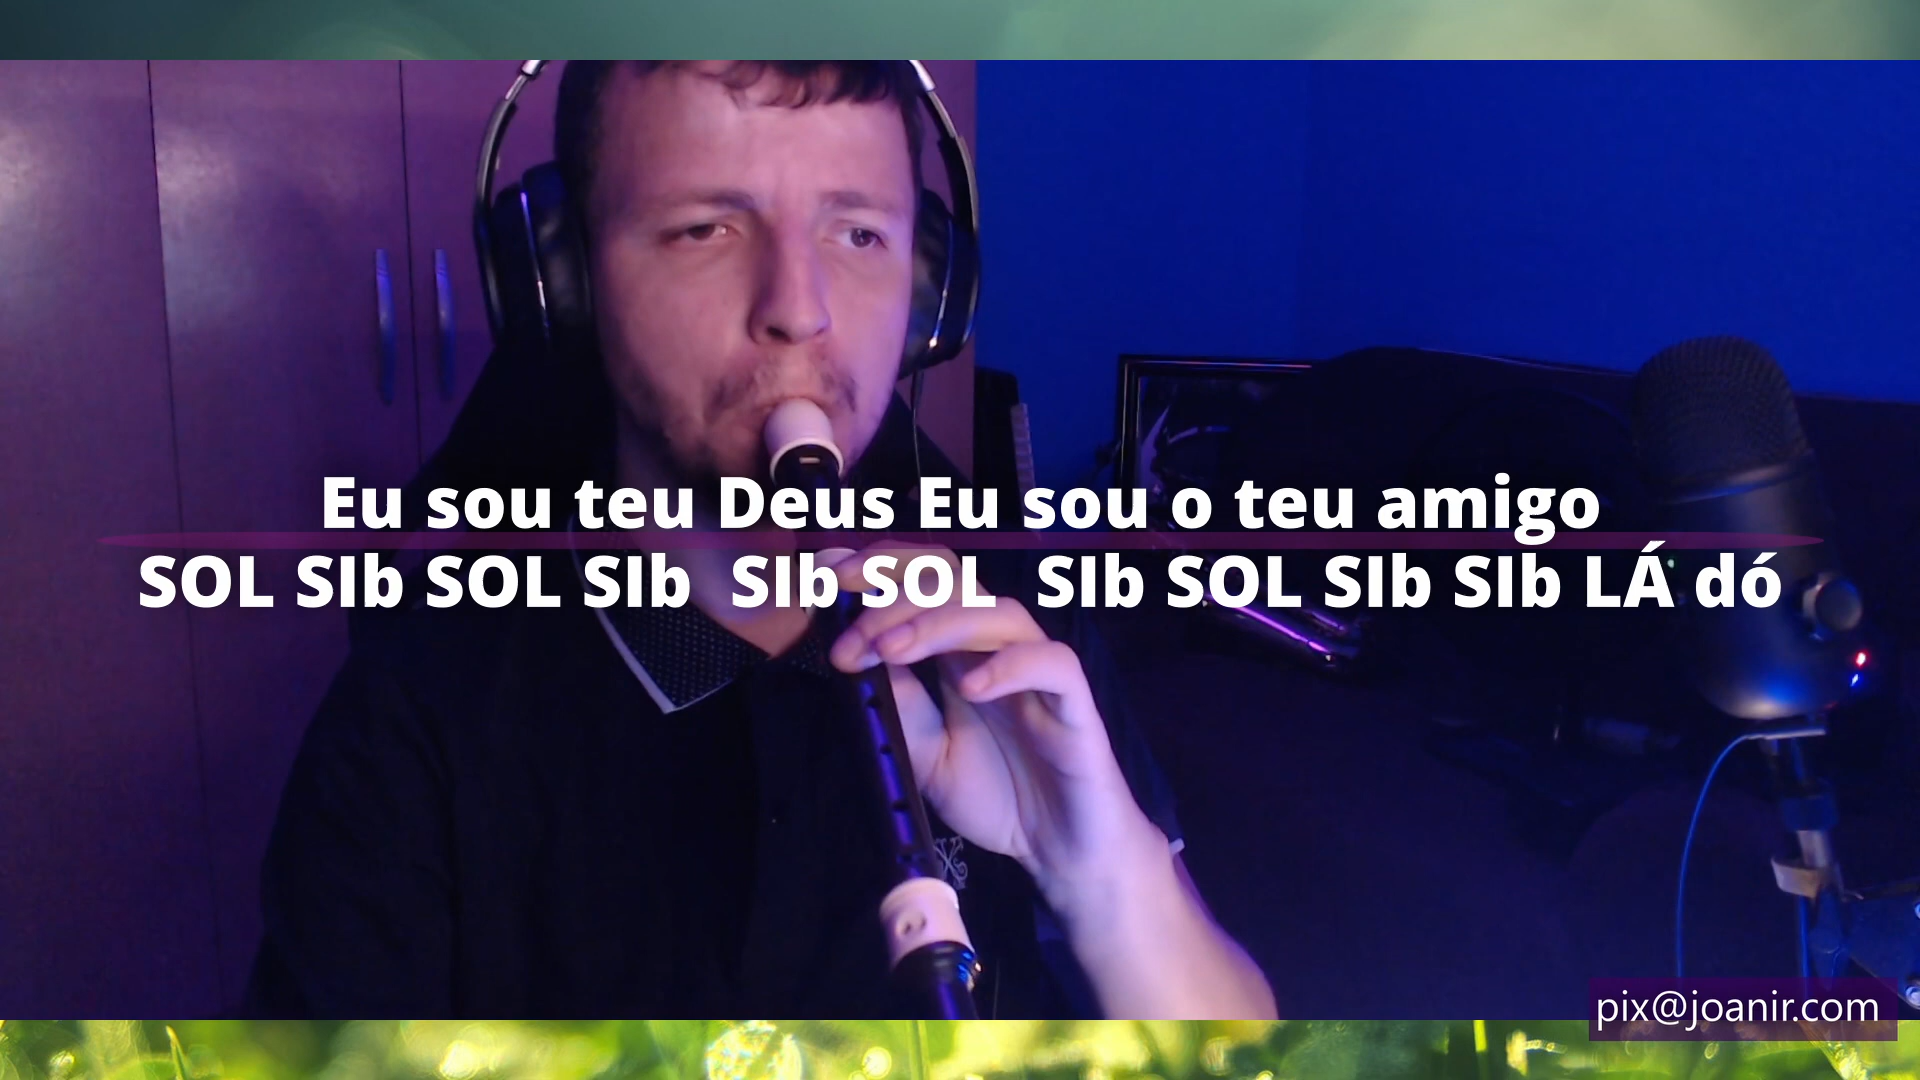 Eu sou teu Deus Eu sou o teu amigo
SOL SIb SOL SIb SIb SOL SIb SOL SIb SIb LÁ dó
pix@joanir.com